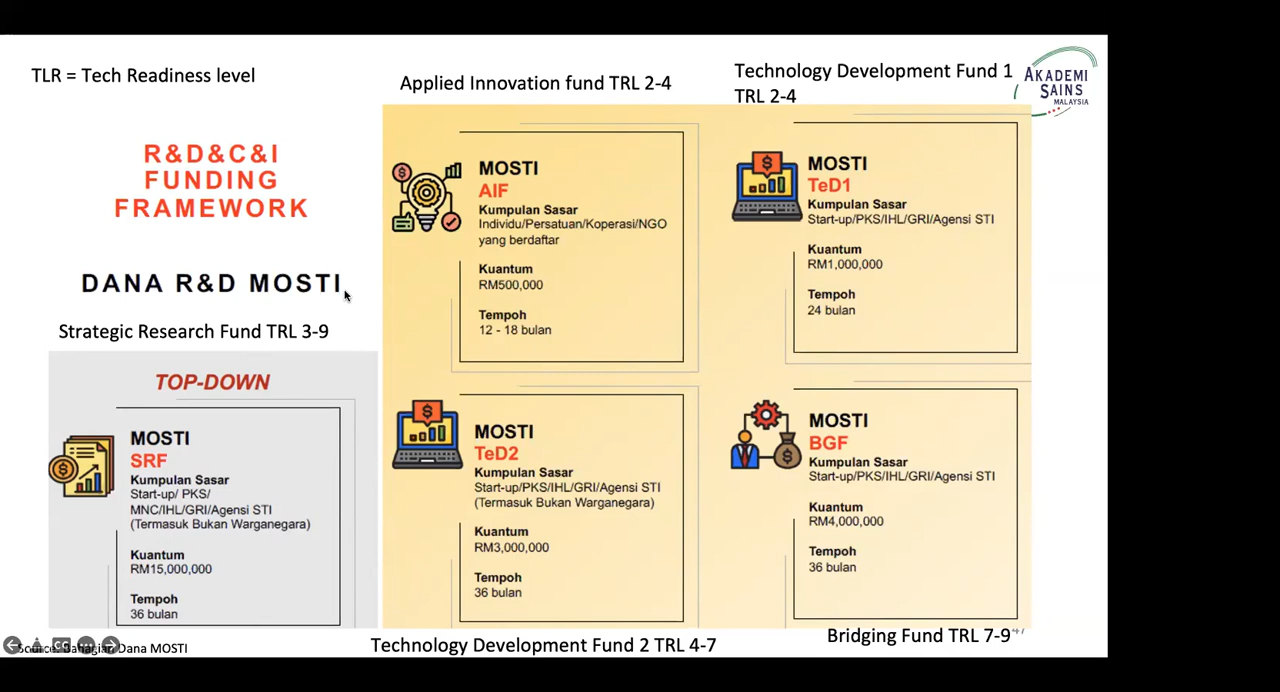 TLR = Tech Readiness level
R&D&C&I
FUNDING
FRAMEWORK
DANA R&D MOSTI
Strategic Research Fund TRL 3-9
TOP-DOWN
MOSTI
SRF
Kumpulan Sasar
Start-up/ PKS/
MNC/IHL/GRI/Agensi STI
(Termasuk Bukan Warganegara)
Kuantum
RM15,000,000
Tempoh
36 bulan
Applied Innovation fund TRL 2-4
MOSTI
AIF
Kumpulan Sasar
Individu/Persatuan/Koperasi/NGO
yang berdaftar
Kuantum
RM500,000
Tempoh
12 - 18 bulan
Technology Development Fund 1
TRL 2-4
AKADEMI
SAINS
MALAYSIA
MOSTI
TeD1
Kumpulan Sasar
Start-up/PKS/IHL/GRI/Agensi STI
Kuantum
RM1,000,000
Tempoh
24 bulan
MOSTI
TeD2
Kumpulan Sasar
Start-up/PKS/IHL/GRI/Agensi STI
(Termasuk Bukan Warganegara)
Kuantum
RM3,000,000
Tempoh
36 bulan
Technology Development Fund 2 TRL 4-7
MOSTI
BGF
Kumpulan Sasar
Start-up/PKS/IHL/GRI/Agensi STI
Kuantum
RM4,000,000
Tempoh
36 bulan
Bridging Fund TRL 7-9
47
CC
Source: Bahagian Dana MOSTI